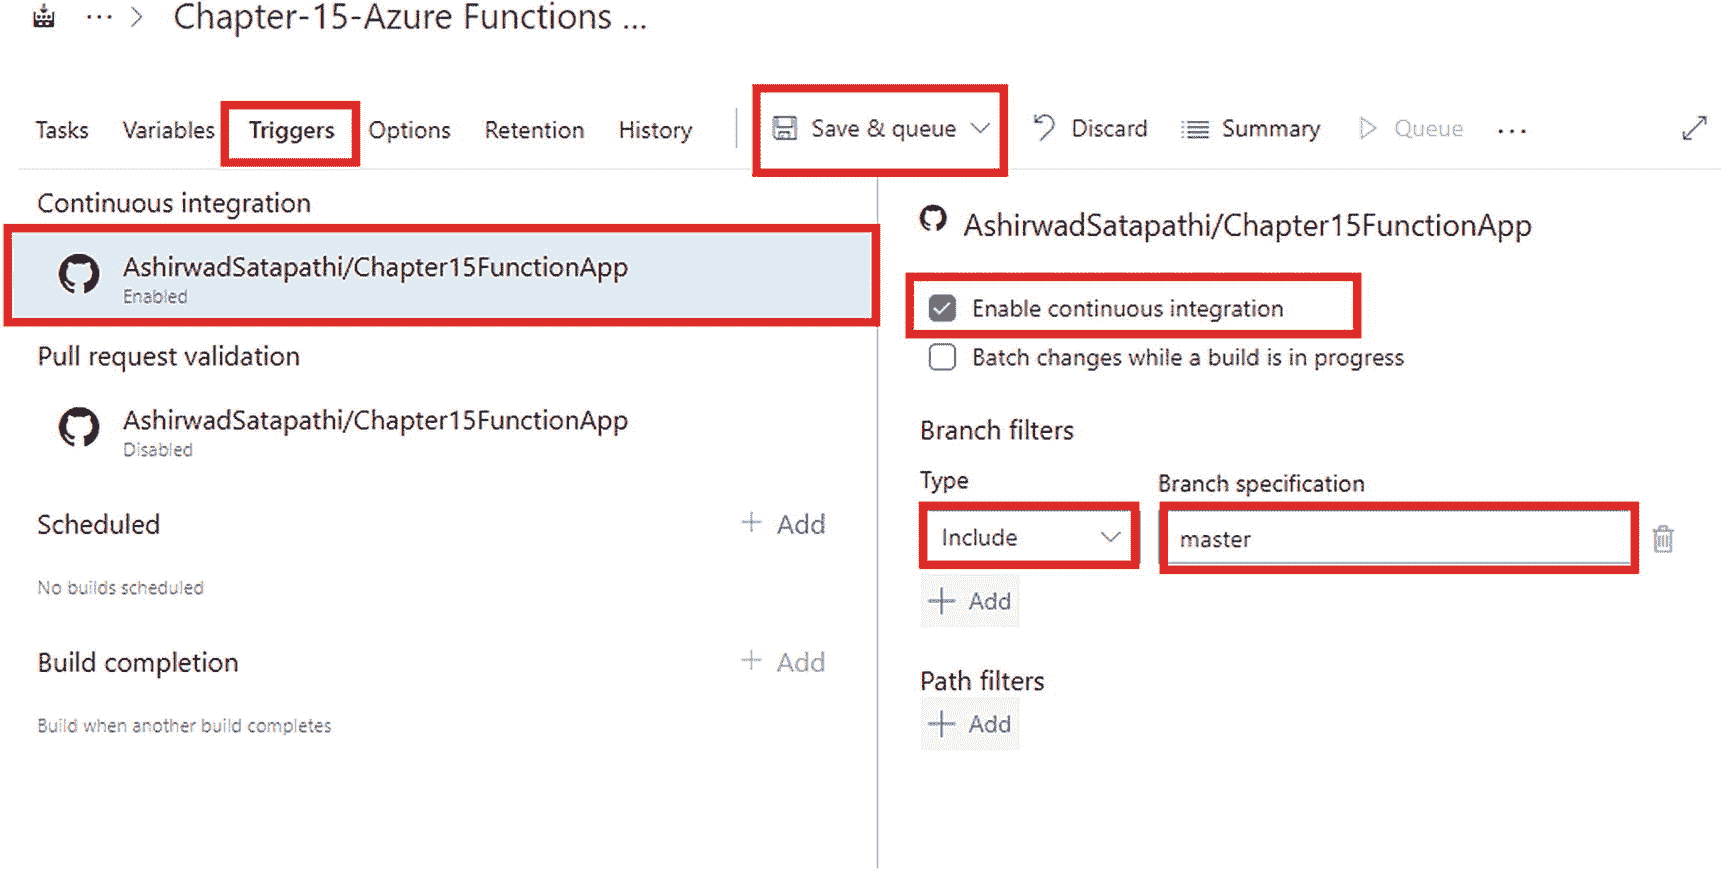 Chapter-15-Azure Functions ...
Tasks Variables Triggers Options Retention History Save & queue Discard Summary Queue ...
Continuous integration
AshirwadSatapathi/Chapter15FunctionApp
Enabled
Pull request validation
AshirwadSatapathi/Chapter15FunctionApp
Disabled
Scheduled + Add
No builds scheduled
Build completion + Add
Build when another build completes
AshirwadSatapathi/Chapter15FunctionApp
Enable continuous integration
Batch changes while a build is in progress
Branch filters
Type Branch specification
Include master
+ Add
Path filters
+ Add